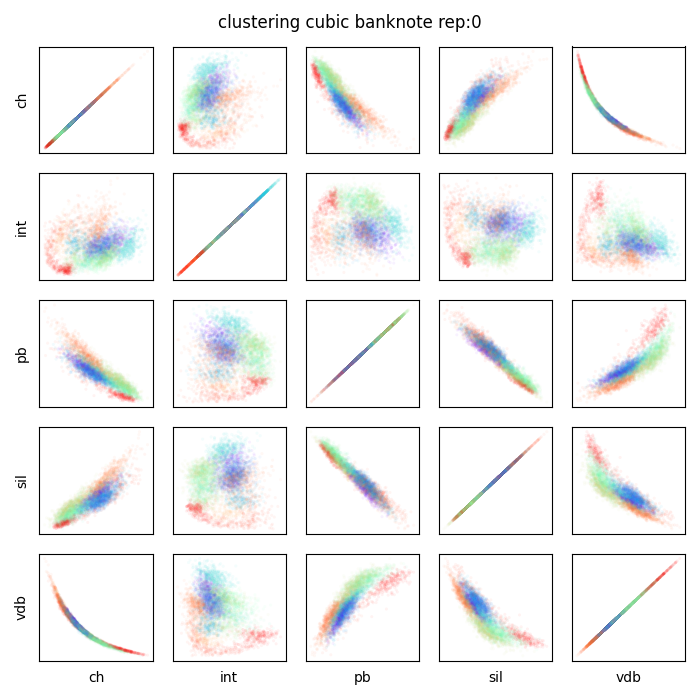 clustering cubic banknote rep:0
ch
int
pb
sil
vdb
ch
int
pb
sil
vdb